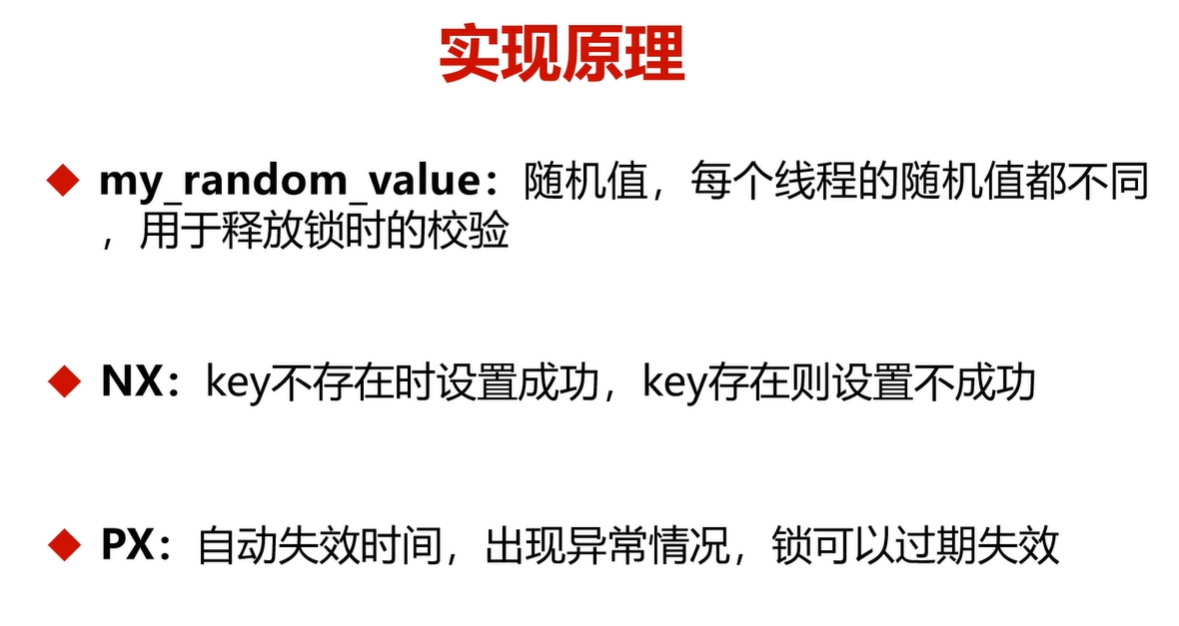 实现原理
my_random_value：随机值，每个线程的随机值都不同
，用于释放锁时的校验
NX：key不存在时设置成功，key存在则设置不成功
PX：自动失效时间，出现异常情况，锁可以过期失效